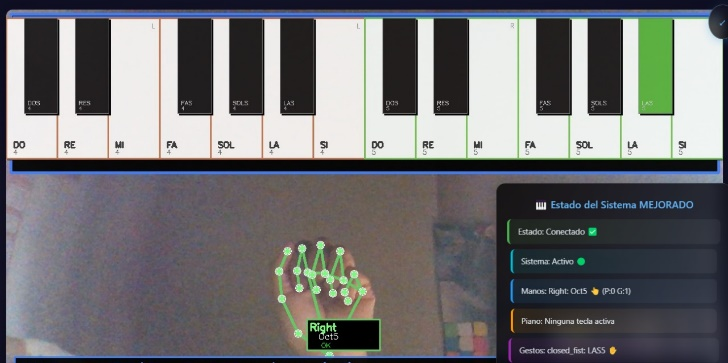 L L R
DOS RES FAS SOLS LAS DOS RES FAS SOLS LAS
4 4 4 4 4 5 5 5 5
DO RE MI FA SOL LA SI DO RE MI FA SOL LA SI
4 4 4 4 4 4 4 5 5 5 5 5 5 5
🎹 Estado del Sistema MEJORADO
Estado: Conectado ✅
Sistema: Activo 🟢
Manos: Right: Oct5 👆 (P:0 G:1)
Piano: Ninguna tecla activa
Gestos: closed_fist: LAS5 ✊
Right
Oct5
OK